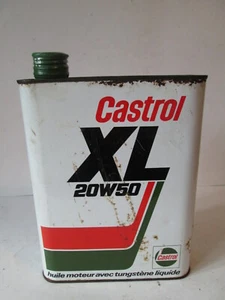 Castrol
XL
20W50
Castrol
huile moteur avec tungstène liquide